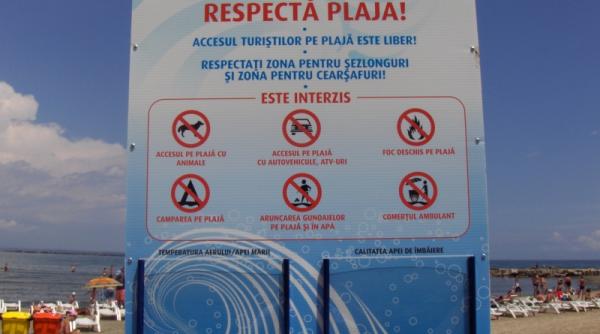 RESPECTĂ PLAJA!
ACCESUL TURIȘTILOR PE PLAJĂ ESTE LIBER!
RESPECTAȚI ZONA PENTRU ȘEZLONGURI
ȘI ZONA PENTRU CEARȘAFURI!
ESTE INTERZIS
ACCESUL PE PLAJĂ CU
ANIMALE
ACCESUL PE PLAJĂ
CU AUTOVEHICULE, ATV-URI
FOC DESCHIS PE PLAJĂ
CAMPAREA PE PLAJĂ
ARUNCAREA GUNOAIELOR
PE PLAJĂ ȘI ÎN APĂ
COMERȚUL AMBULANT
TEMPERATURA AERULUI/APEI MARII
CALITATEA APEI DE ÎMBĂIERE